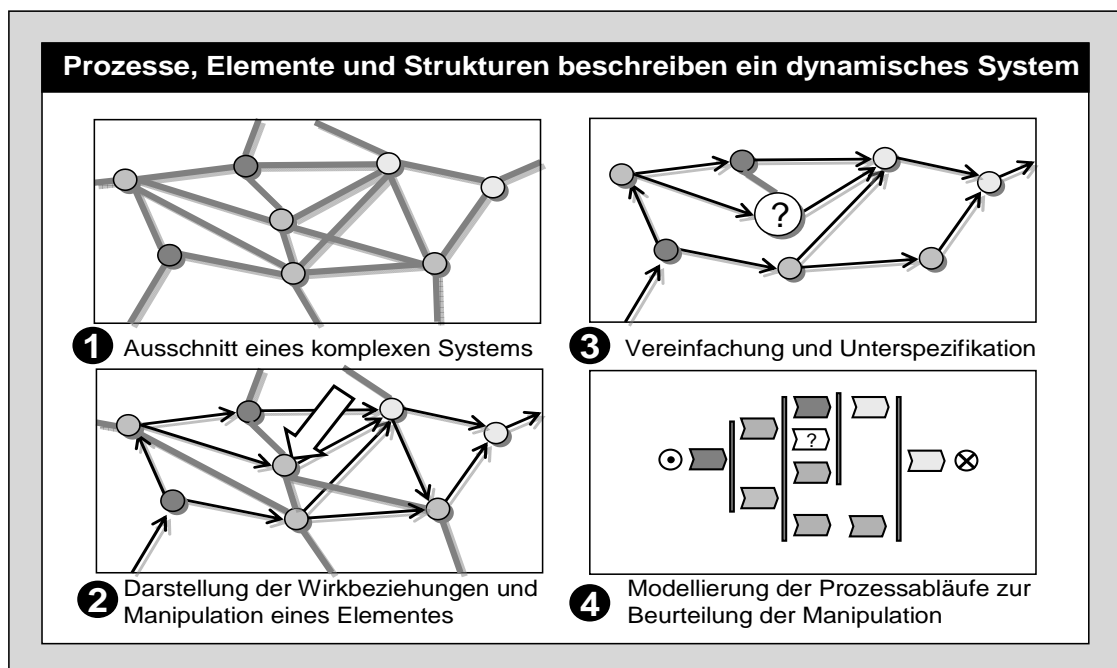 Prozesse, Elemente und Strukturen beschreiben ein dynamisches System
1 Ausschnitt eines komplexen Systems
2 Darstellung der Wirkbeziehungen und
Manipulation eines Elementes
?
3 Vereinfachung und Unterspezifikation
?
4 Modellierung der Prozessabläufe zur
Beurteilung der Manipulation